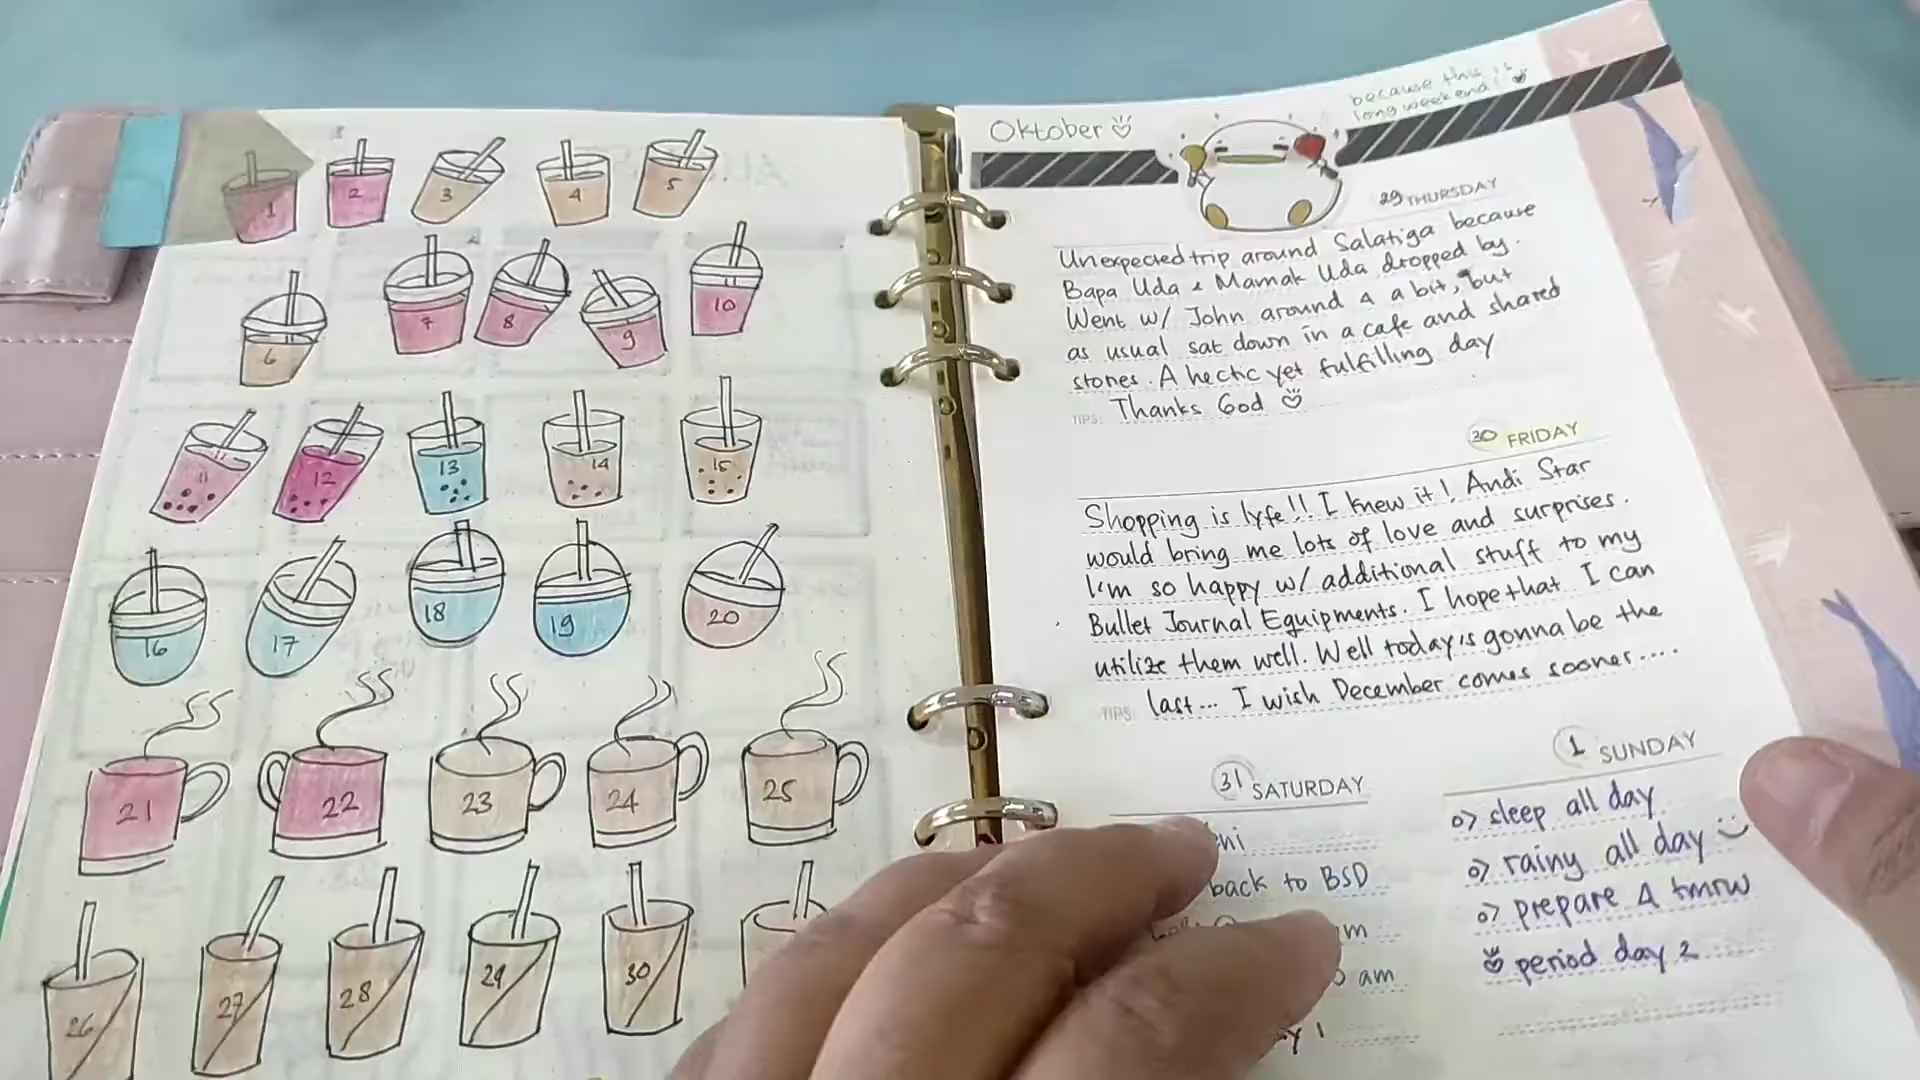 1 2 3 4 5
6 7 8 9 10
11 12 13 14 15
16 17 18 19 20
21 22 23 24 25
26 27 28 29 30
Oktober
because this is
long weekend!
29 THURSDAY
Unexpected trip around Salatiga because
Bapa Uda & Mamak Uda dropped by.
Went w/ John around 4 a bit, but
as usual sat down in a cafe and shared
stories. A hectic yet fulfilling day
TIPS: Thanks God
30 FRIDAY
Shopping is lyfe!! I knew it!, Andi Star
would bring me lots of love and surprises.
I'm so happy w/ additional stuff to my
Bullet Journal Equipments. I hope that I can
utilize them well. Well today's gonna be the
TIPS: last... I wish December comes sooner....
31 SATURDAY
back to BSD
am
1 SUNDAY
sleep all day
rainy all day
prepare 4 tmrw
period day 2